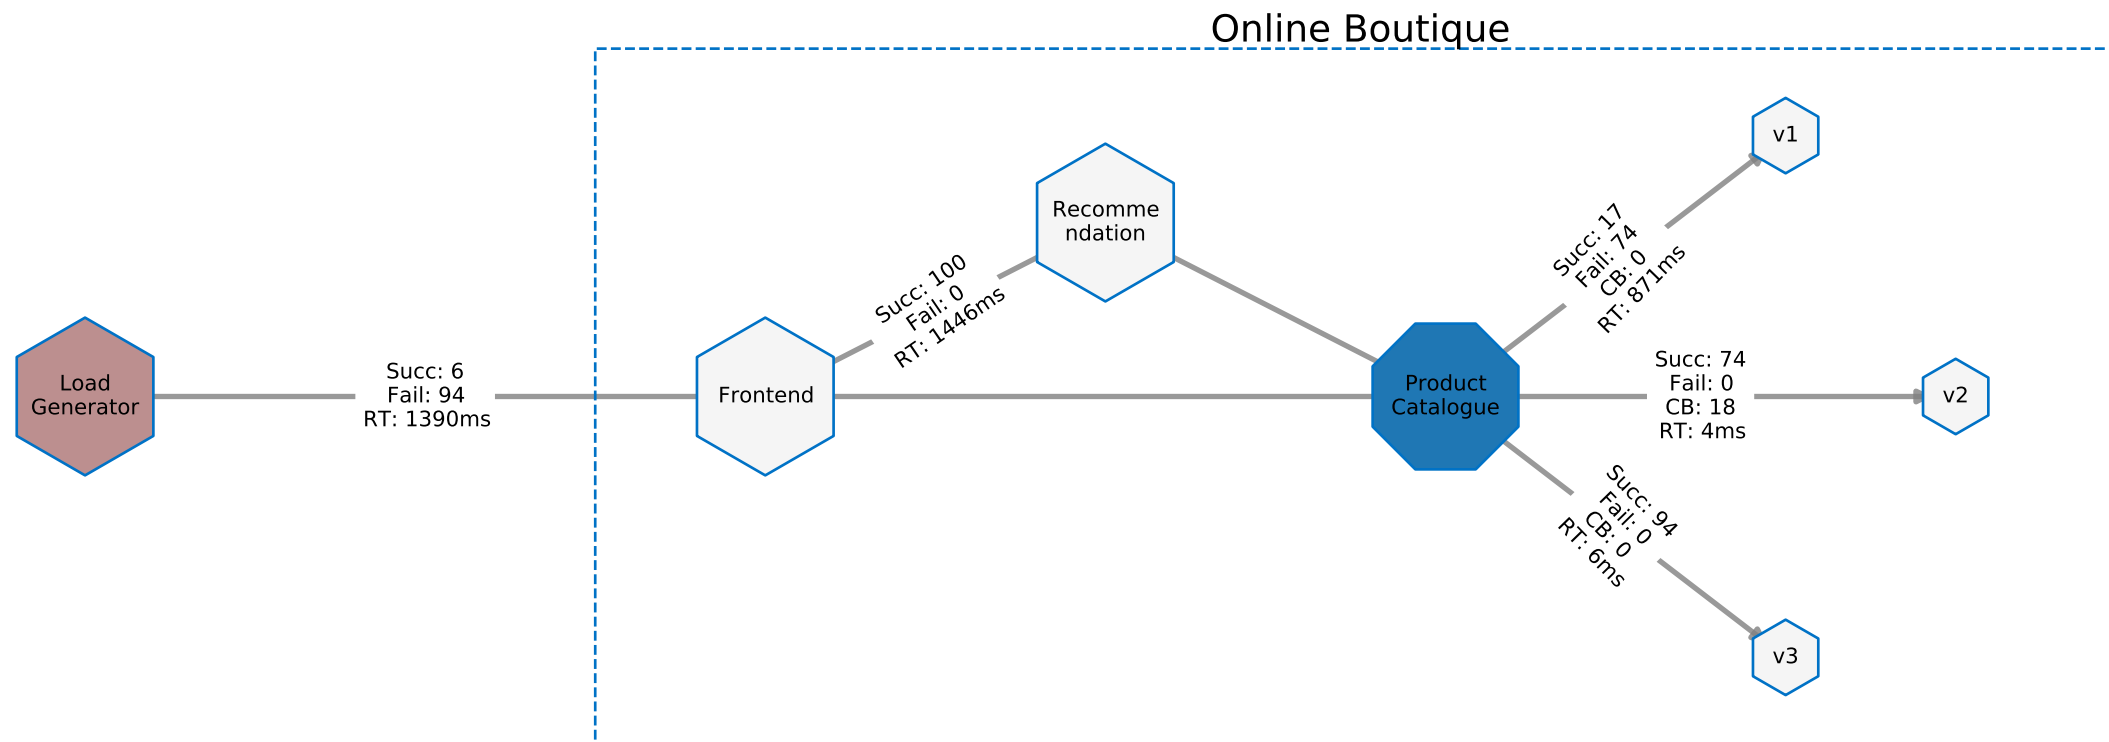 Online Boutique
Load
Generator
Succ: 6
Fail: 94
RT: 1390ms
Frontend
Succ: 100
Fail: 0
RT: 1446ms
Recomme
ndation
Product
Catalogue
Succ: 17
Fail: 74
CB: 0
RT: 871ms
v1
Succ: 74
Fail: 0
CB: 18
RT: 4ms
v2
Succ: 94
Fail: 0
CB: 0
RT: 6ms
v3